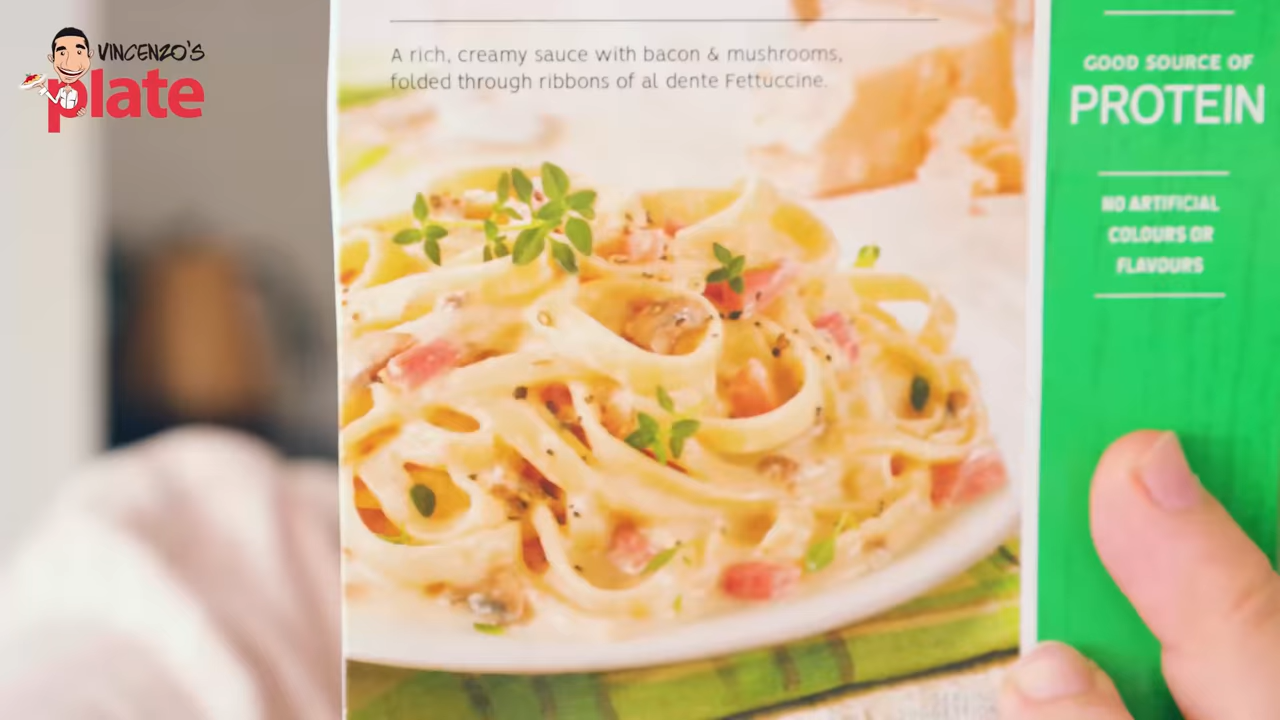 VINCENZO'S
plate
A rich, creamy sauce with bacon & mushrooms,
folded through ribbons of al dente Fettuccine.
GOOD SOURCE OF
PROTEIN
NO ARTIFICIAL
COLOURS OR
FLAVOURS